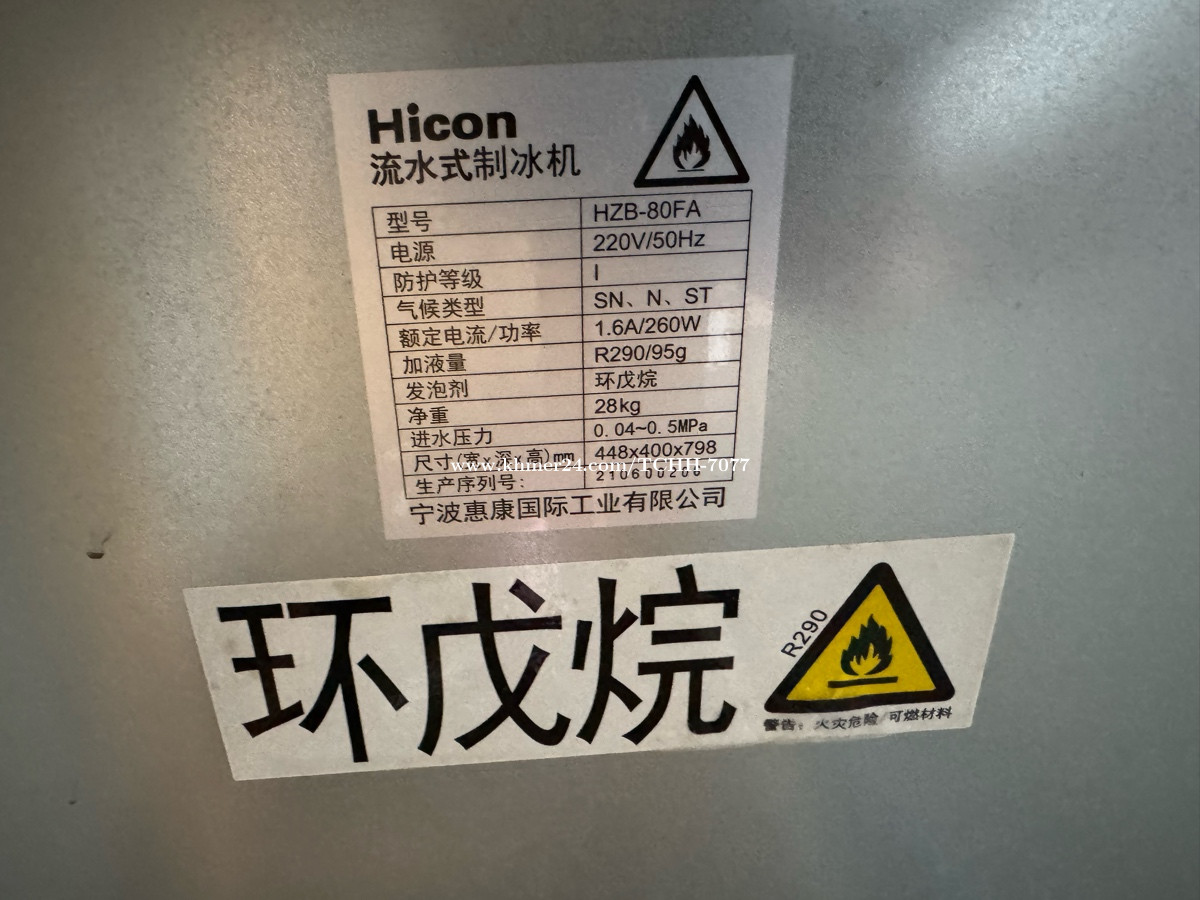 Hicon
流水式制冰机
型号 HZB-80FA
电源 220V/50Hz
防护等级 I
气候类型 SN、N、ST
额定电流/功率 1.6A/260W
加液量 R290/95g
发泡剂 环戊烷
净重 28kg
进水压力 0.04~0.5MPa
尺寸(宽x深x高)mm 448x400x798
www.khmer24.com/TCHH-7077
生产序列号: 210600206
宁波惠康国际工业有限公司
环戊烷
R290
警告: 火灾危险 可燃材料